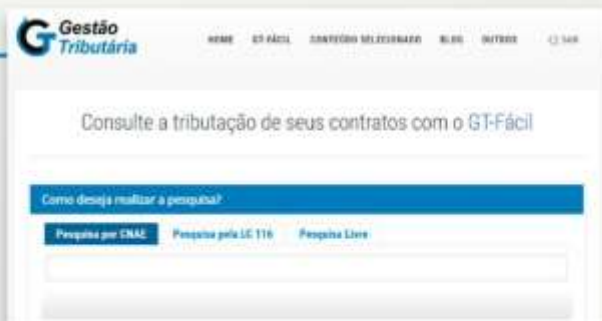 Gestão
Tributária
HOME GT-FÁCIL CONTEÚDO SELECIONADO BLOG OUTROS SAIR
Consulte a tributação de seus contratos com o GT-Fácil
Como deseja realizar a pesquisa?
Pesquisa por CNAE Pesquisa pela LC 116 Pesquisa Livre